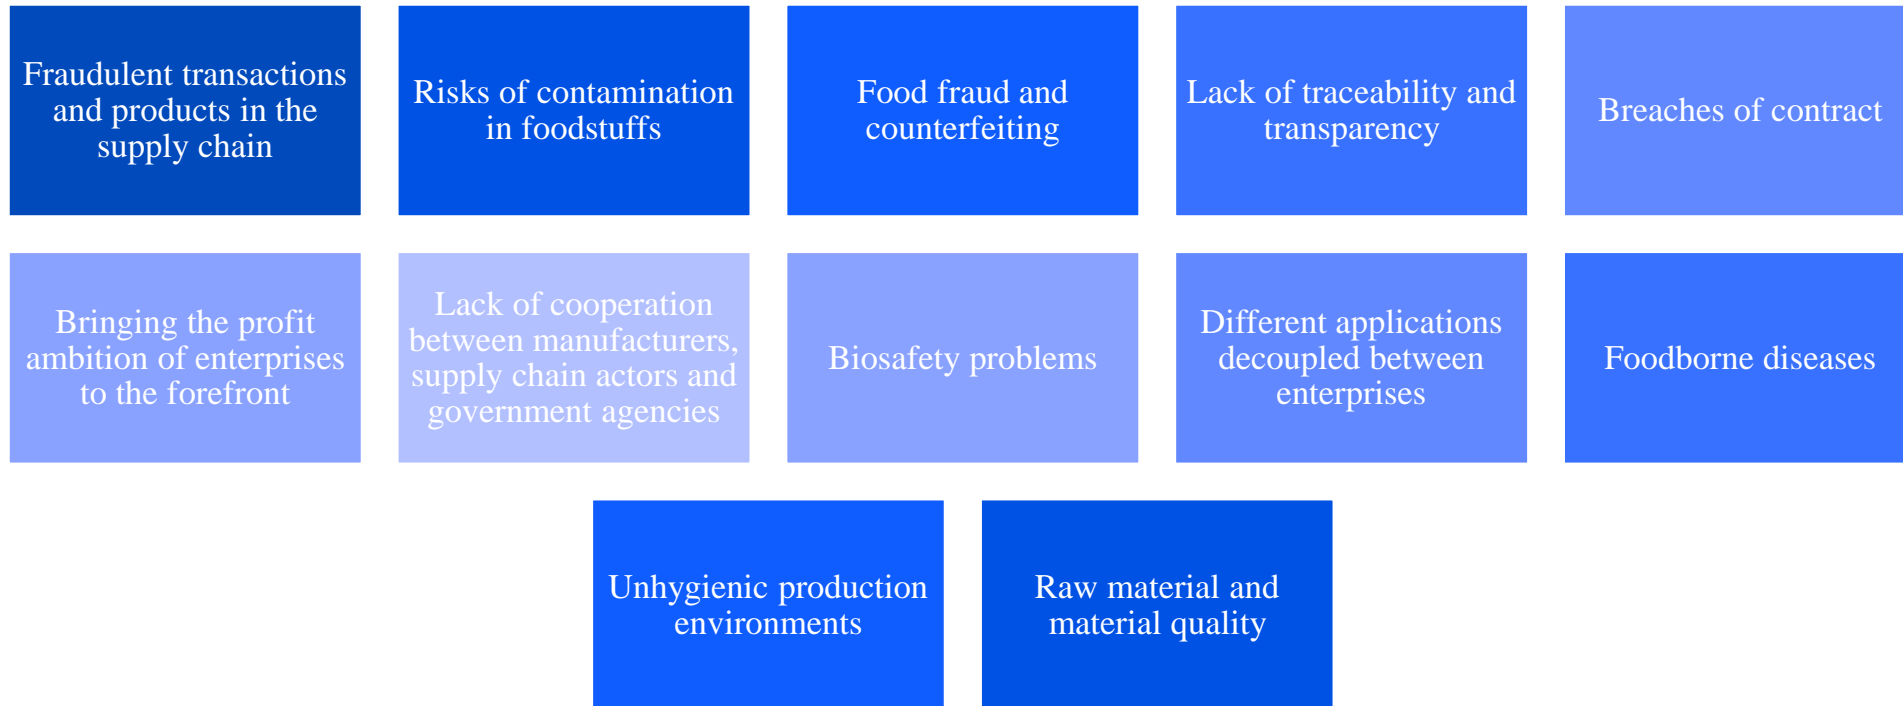 Fraudulent transactions
and products in the
supply chain
Risks of contamination
in foodstuffs
Food fraud and
counterfeiting
Lack of traceability and
transparency
Breaches of contract
Bringing the profit
ambition of enterprises
to the forefront
Lack of cooperation
between manufacturers,
supply chain actors and
government agencies
Biosafety problems
Different applications
decoupled between
enterprises
Foodborne diseases
Unhygienic production
environments
Raw material and
material quality